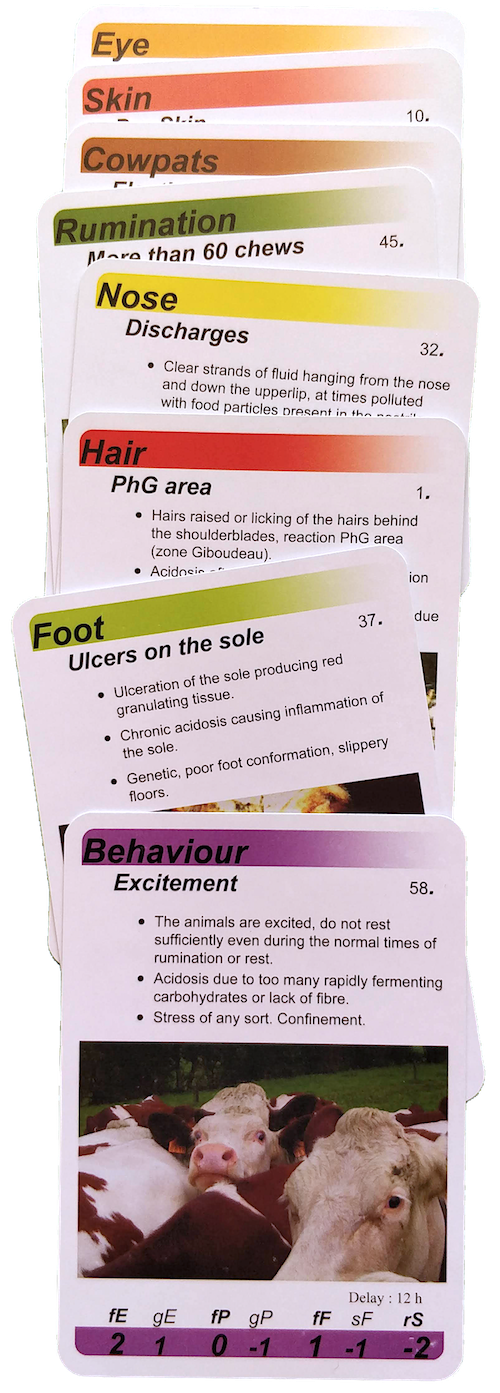 Eye
Skin
10.
Cowpats
Rumination
More than 60 chews
45.
Nose
Discharges
32.
• Clear strands of fluid hanging from the nose
and down the upperlip, at times polluted
with food particles present in the
Hair
PhG area
1.
• Hairs raised or licking of the hairs behind
the shoulderblades, reaction PhG area
(zone Giboudeau).
• Acidosis
ion
due
Foot
Ulcers on the sole
37.
• Ulceration of the sole producing red
granulating tissue.
• Chronic acidosis causing inflammation of
the sole.
• Genetic, poor foot conformation, slippery
floors.
Behaviour
Excitement
58.
• The animals are excited, do not rest
sufficiently even during the normal times of
rumination or rest.
• Acidosis due to too many rapidly fermenting
carbohydrates or lack of fibre.
• Stress of any sort. Confinement.
Delay : 12 h
fE gE fP gP fF sF rS
2 1 0 -1 1 -1 -2